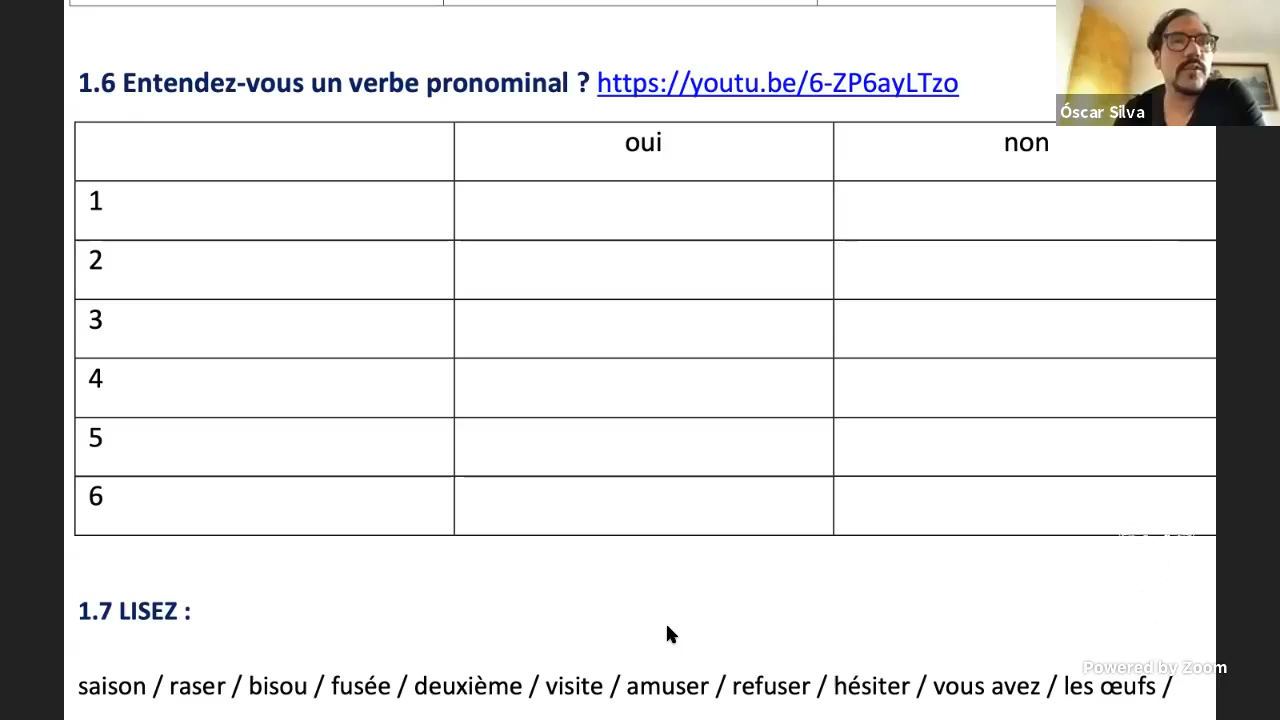 1.6 Entendez-vous un verbe pronominal ? https://youtu.be/6-ZP6ayLTzo
Óscar Silva
oui non
1
2
3
4
5
6
1.7 LISEZ :
Powered by Zoom
saison / raser / bisou / fusée / deuxième / visite / amuser / refuser / hésiter / vous avez / les œufs /